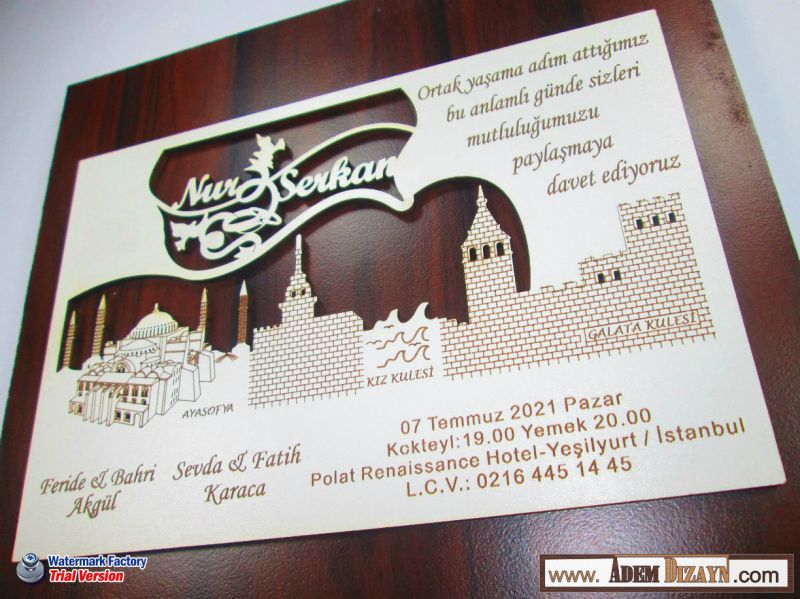 Ortak yaşama adım attığımız
bu anlamlı günde sizleri
mutluluğumuzu
paylaşmaya
davet ediyoruz
Nur & Serkan
AYASOFYA
KIZ KULESİ
GALATA KULESİ
07 Temmuz 2021 Pazar
Kokteyl:19.00 Yemek 20.00
Polat Renaissance Hotel-Yeşilyurt / İstanbul
L.C.V.: 0216 445 14 45
Feride & Bahri
Akgül
Sevda & Fatih
Karaca
Watermark Factory
Trial Version
www. ADEM DIZAYN.com